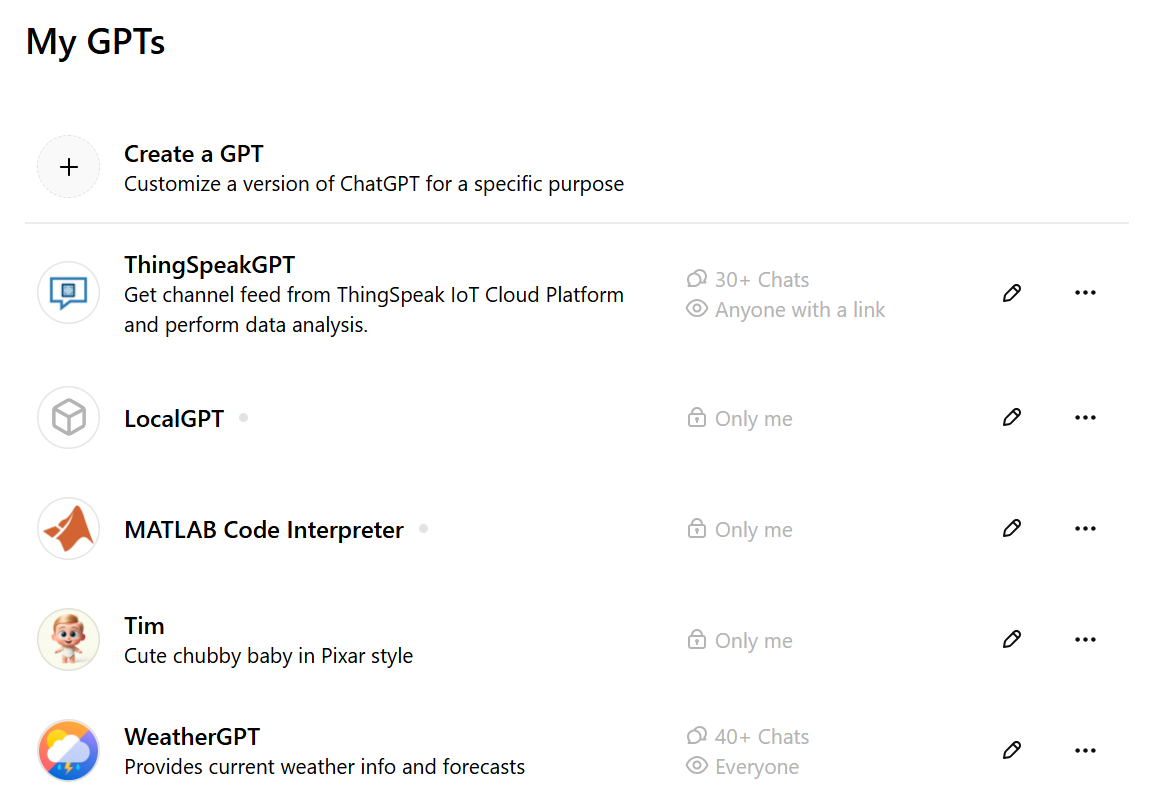 My GPTs
Create a GPT
Customize a version of ChatGPT for a specific purpose
ThingSpeakGPT
Get channel feed from ThingSpeak IoT Cloud Platform
and perform data analysis.
30+ Chats
Anyone with a link
LocalGPT
Only me
MATLAB Code Interpreter
Only me
Tim
Cute chubby baby in Pixar style
Only me
WeatherGPT
Provides current weather info and forecasts
40+ Chats
Everyone